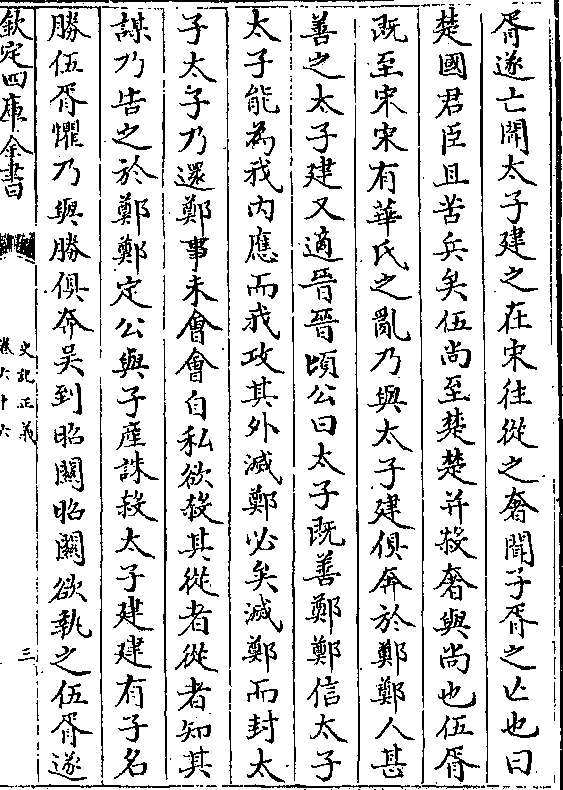 胥遂亡聞太子建之在宋往從之奢聞子胥之亡也曰
楚國君臣且苦兵矣伍尚至楚楚并殺奢與尚也伍胥
既至宋宋有華氏之亂乃與太子建俱奔於鄭鄭人甚
善之太子建又適晉晉頃公曰太子既善鄭鄭信太子
太子能為我内應而我攻其外滅鄭必矣滅鄭而封太
子太子乃還鄭事未會會自私欲殺其從者從者知其
謀乃告之於鄭鄭定公與子産誅殺太子建建有子名
勝伍胥懼乃與勝俱奔吳到昭關昭關欲執之伍胥遂
欽定四庫全書
史記正義
卷六十六
三